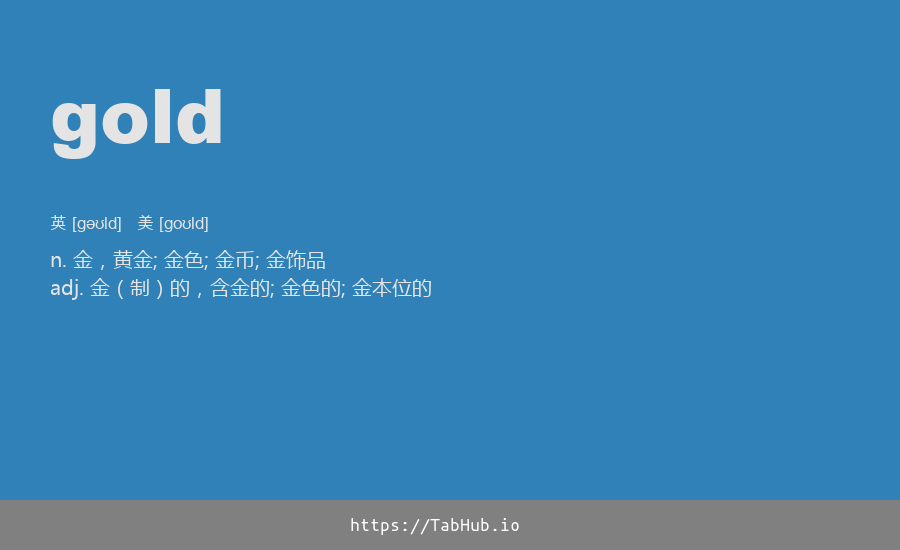 gold
英 [gəʊld] 美 [goʊld]
n. 金，黄金; 金色; 金币; 金饰品
adj. 金（制）的，含金的; 金色的; 金本位的
https://TabHub.io